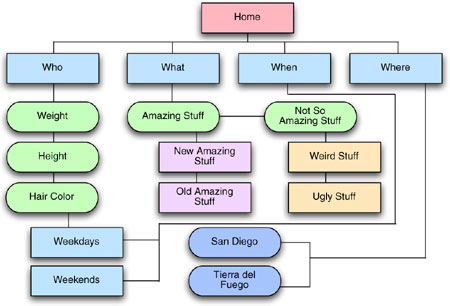 Home
Who
What
When
Where
Weight
Amazing Stuff
Not So
Amazing Stuff
Height
New Amazing
Stuff
Weird Stuff
Hair Color
Old Amazing
Stuff
Ugly Stuff
Weekdays
San Diego
Weekends
Tierra del
Fuego